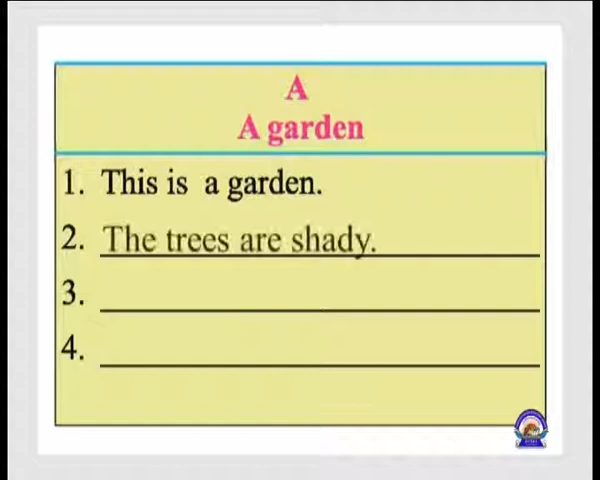 A
A garden
1. This is a garden.
2. The trees are shady.
3.
4.